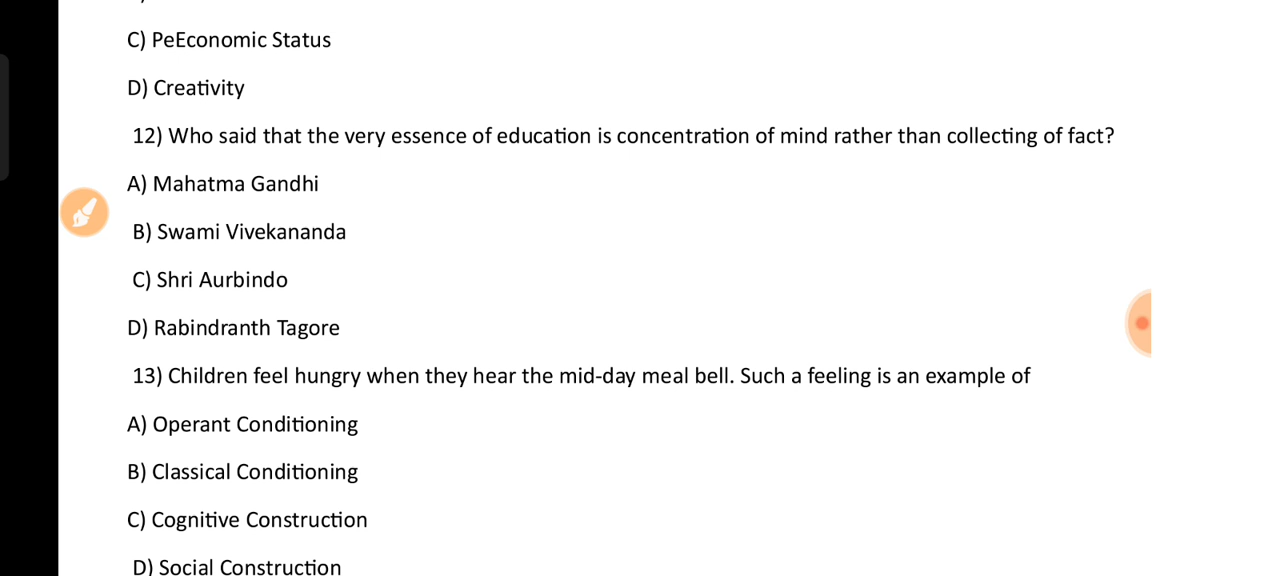 C) PeEconomic Status
D) Creativity
12) Who said that the very essence of education is concentration of mind rather than collecting of fact?
A) Mahatma Gandhi
B) Swami Vivekananda
C) Shri Aurbindo
D) Rabindranth Tagore
13) Children feel hungry when they hear the mid-day meal bell. Such a feeling is an example of
A) Operant Conditioning
B) Classical Conditioning
C) Cognitive Construction
D) Social Construction